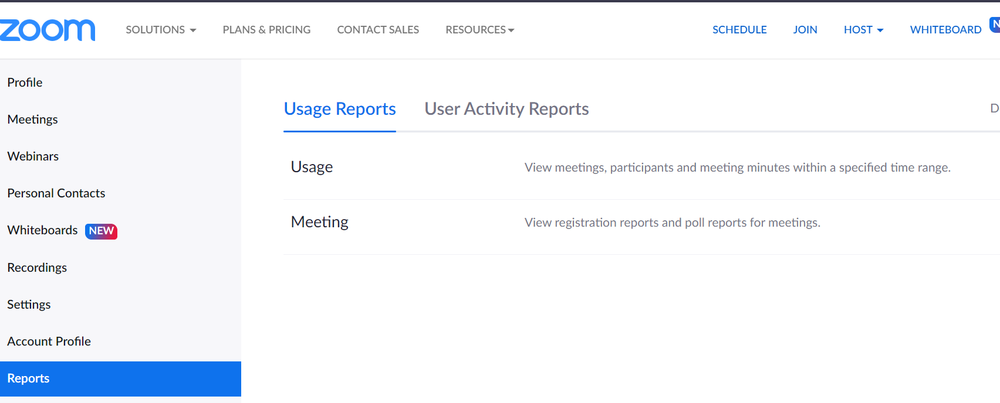 zoom SOLUTIONS PLANS & PRICING CONTACT SALES RESOURCES SCHEDULE JOIN HOST WHITEBOARD
Profile
Meetings
Webinars
Personal Contacts
Whiteboards NEW
Recordings
Settings
Account Profile
Reports
Usage Reports User Activity Reports
Usage View meetings, participants and meeting minutes within a specified time range.
Meeting View registration reports and poll reports for meetings.